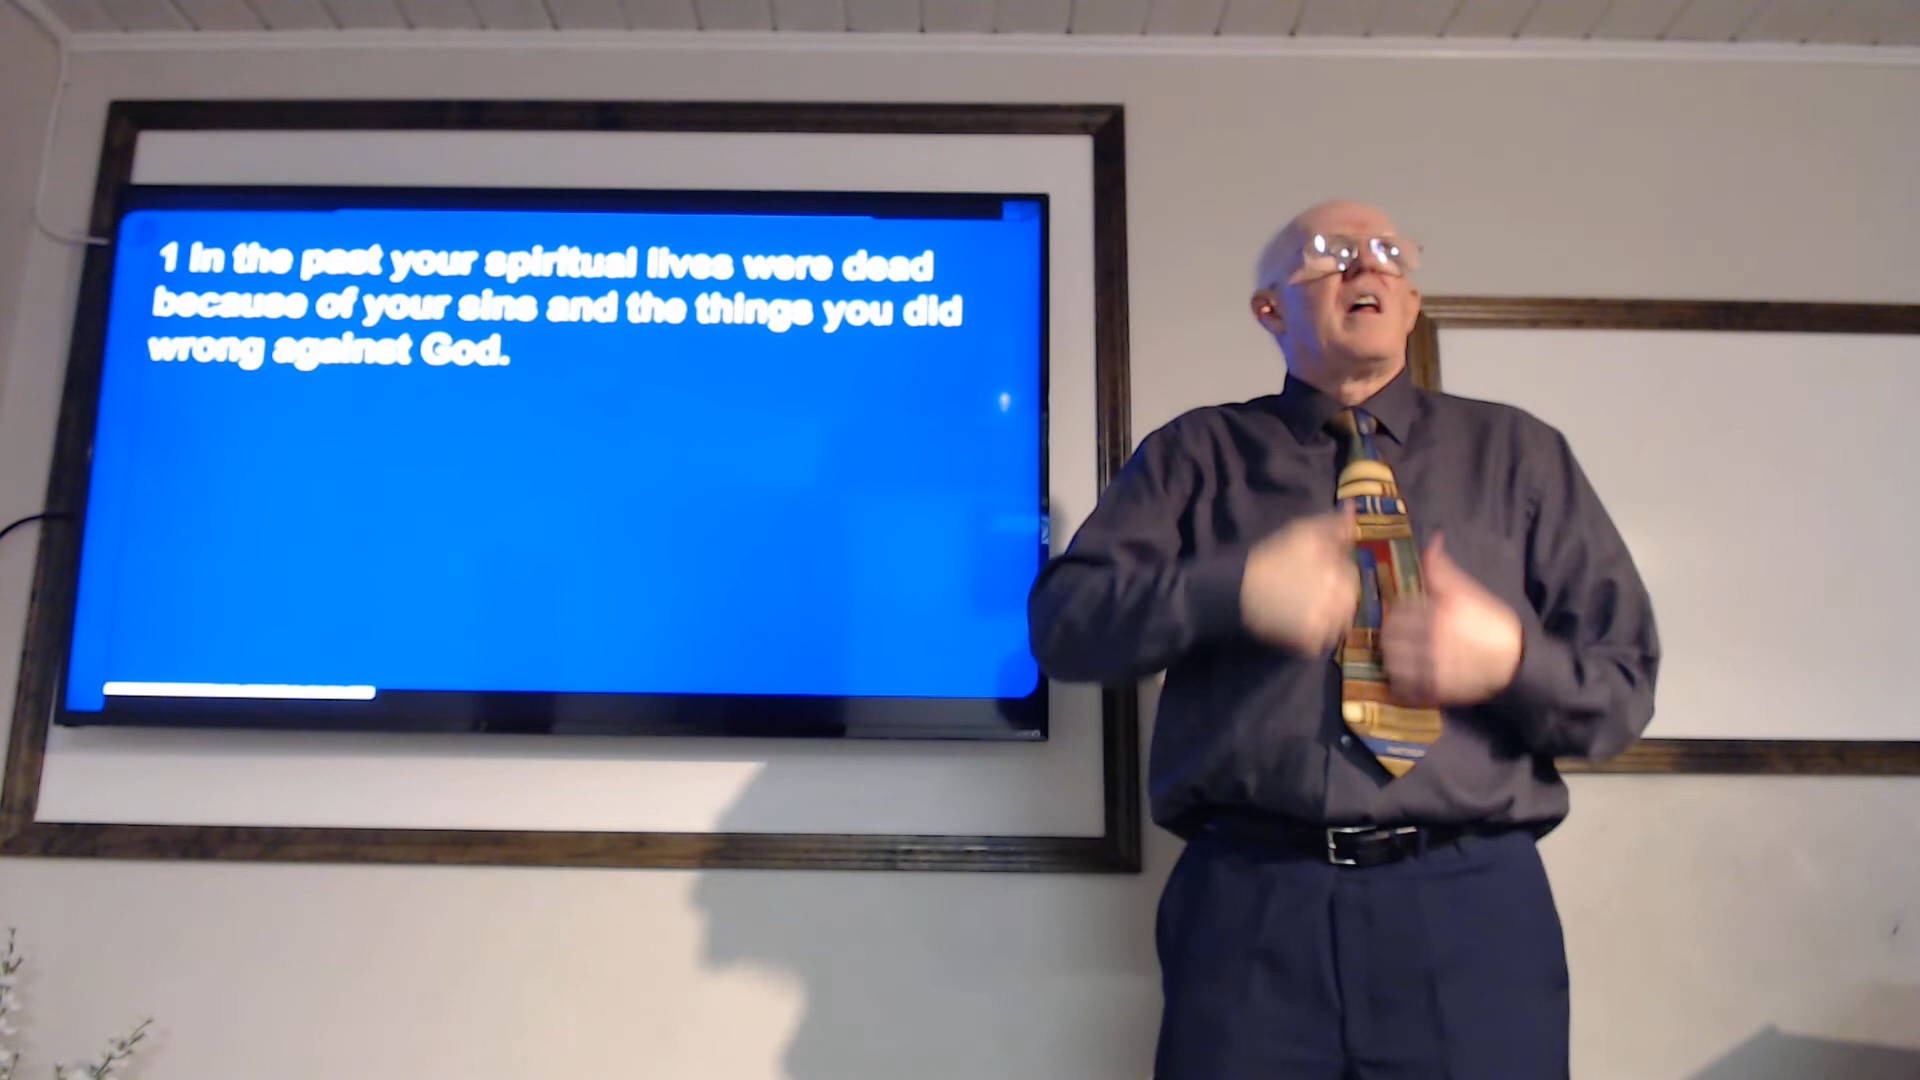 1 In the past your spiritual lives were dead
because of your sins and the things you did
wrong against God.